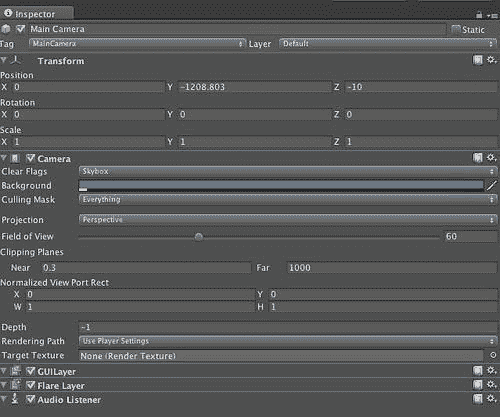 Inspector
Main Camera Static
Tag MainCamera Layer Default
Transform
Position
X 0 Y -1208.803 Z -10
Rotation
X 0 Y 0 Z 0
Scale
X 1 Y 1 Z 1
Camera
Clear Flags Skybox
Background
Culling Mask Everything
Projection Perspective
Field of View 60
Clipping Planes
Near 0.3 Far 1000
Normalized View Port Rect
X 0 Y 0
W 1 H 1
Depth -1
Rendering Path Use Player Settings
Target Texture None (Render Texture)
GUILayer
Flare Layer
Audio Listener